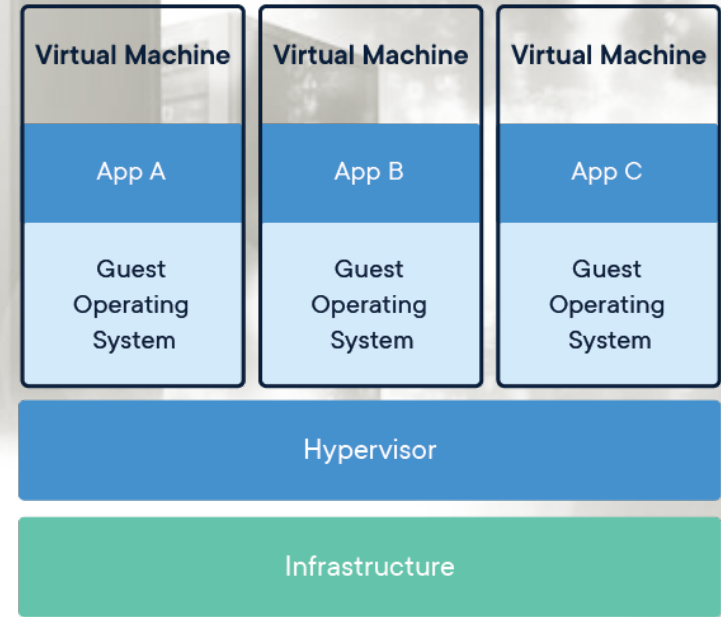 Virtual Machine
Virtual Machine
Virtual Machine
App A
App B
App C
Guest
Operating
System
Guest
Operating
System
Guest
Operating
System
Hypervisor
Infrastructure